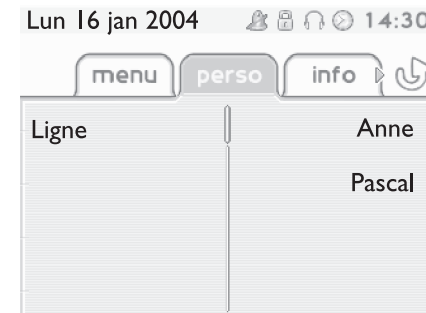 Lun 16 jan 2004 14:30
menu perso info
Ligne Anne
Pascal